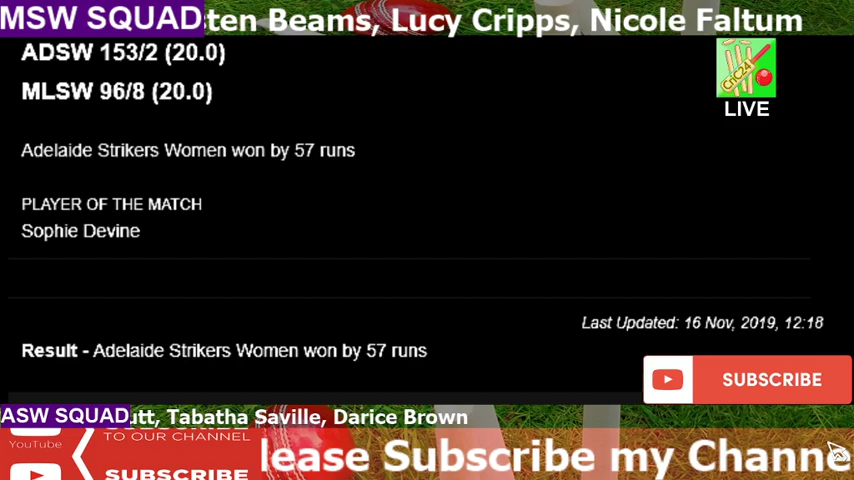 MSW SQUAD ten Beams, Lucy Cripps, Nicole Faltum
ADSW 153/2 (20.0)
MLSW 96/8 (20.0)
CriC24
LIVE
Adelaide Strikers Women won by 57 runs
PLAYER OF THE MATCH
Sophie Devine
Last Updated: 16 Nov, 2019, 12:18
Result - Adelaide Strikers Women won by 57 runs
SUBSCRIBE
ASW SQUAD utt, Tabatha Saville, Darice Brown
TO OUR CHANNEL
YouTube
SUBSCRIBE
lease Subscribe my Channe